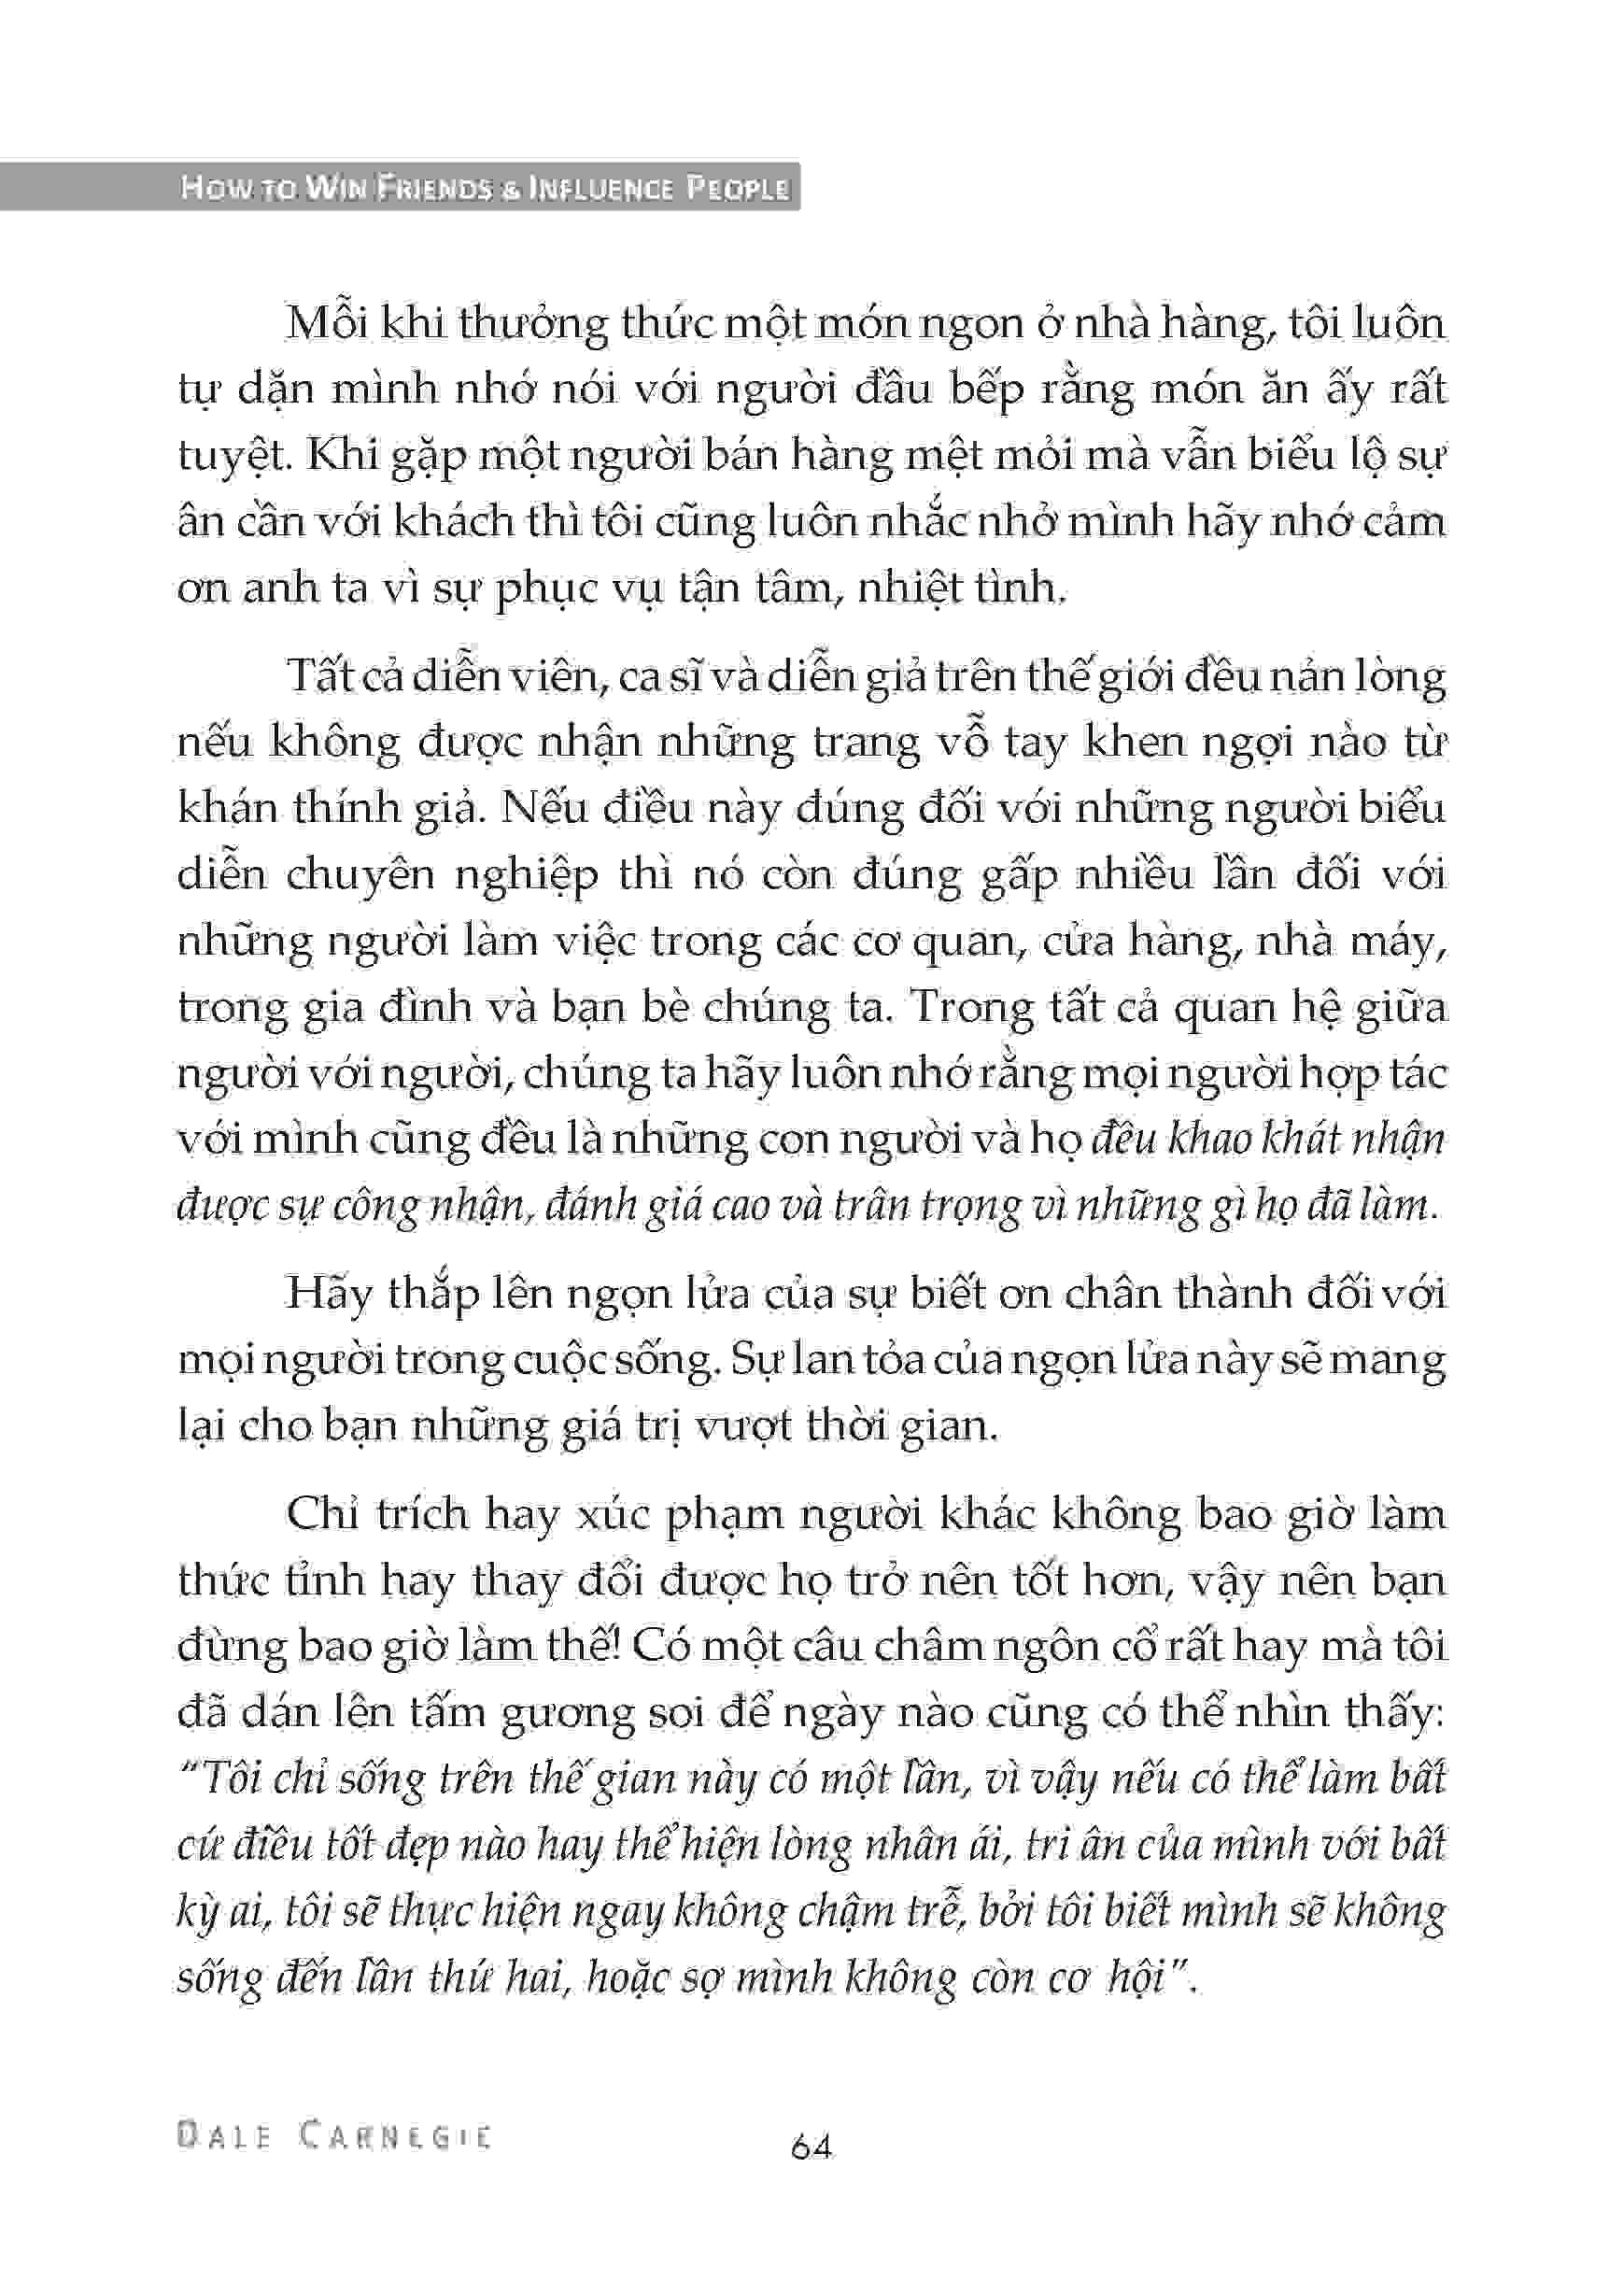 HOW TO WIN FRIENDS & INFLUENCE PEOPLE
Mỗi khi thưởng thức một món ngon ở nhà hàng, tôi luôn
tự dặn mình nhớ nói với người đầu bếp rằng món ăn ấy rất
tuyệt. Khi gặp một người bán hàng mệt mỏi mà vẫn biểu lộ sự
ân cần với khách thì tôi cũng luôn nhắc nhở mình hãy nhớ cảm
ơn anh ta vì sự phục vụ tận tâm, nhiệt tình.
Tất cả diễn viên, ca sĩ và diễn giả trên thế giới đều nản lòng
nếu không được nhận những trang vỗ tay khen ngợi nào từ
khán thính giả. Nếu điều này đúng đối với những người biểu
diễn chuyên nghiệp thì nó còn đúng gấp nhiều lần đối với
những người làm việc trong các cơ quan, cửa hàng, nhà máy,
trong gia đình và bạn bè chúng ta. Trong tất cả quan hệ giữa
người với người, chúng ta hãy luôn nhớ rằng mọi người hợp tác
với mình cũng đều là những con người và họ đều khao khát nhận
được sự công nhận, đánh giá cao và trân trọng vì những gì họ đã làm.
Hãy thắp lên ngọn lửa của sự biết ơn chân thành đối với
mọi người trong cuộc sống. Sự lan tỏa của ngọn lửa này sẽ mang
lại cho bạn những giá trị vượt thời gian.
Chỉ trích hay xúc phạm người khác không bao giờ làm
thức tỉnh hay thay đổi được họ trở nên tốt hơn, vậy nên bạn
đừng bao giờ làm thế! Có một câu châm ngôn cổ rất hay mà tôi
đã dán lên tấm gương soi để ngày nào cũng có thể nhìn thấy:
"Tôi chỉ sống trên thế gian này có một lần, vì vậy nếu có thể làm bất
cứ điều tốt đẹp nào hay thể hiện lòng nhân ái, tri ân của mình với bất
kỳ ai, tôi sẽ thực hiện ngay không chậm trễ, bởi tôi biết mình sẽ không
sống đến lần thứ hai, hoặc sợ mình không còn cơ hội".
DALE CARNEGIE
64